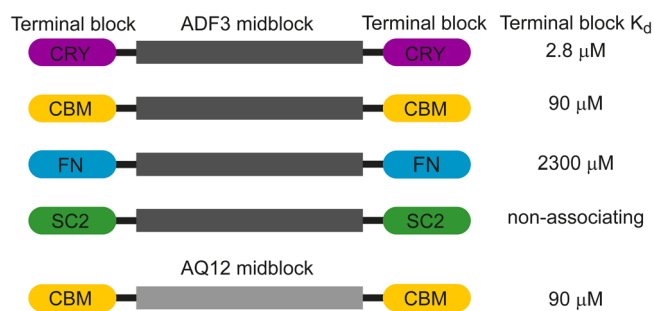 Terminal block ADF3 midblock Terminal block Terminal block Kd
CRY CRY 2.8 μM
CBM CBM 90 μM
FN FN 2300 μM
SC2 SC2 non-associating
AQ12 midblock
CBM CBM 90 μM